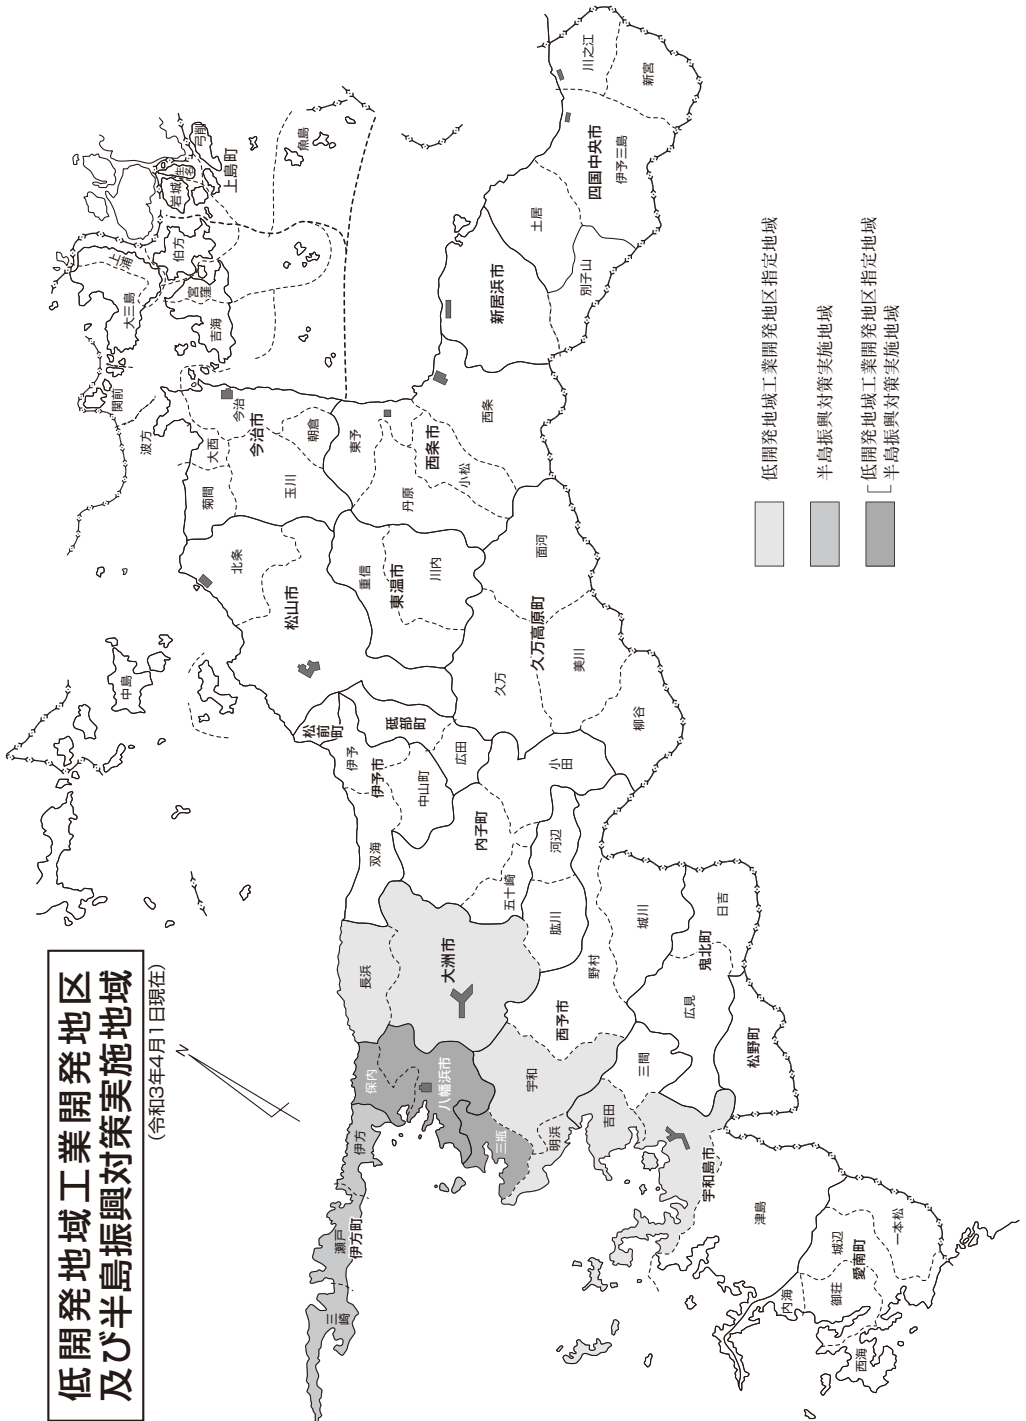 低開発地域工業開発地区
及び半島振興対策実施地域
(令和3年4月1日現在)
N
低開発地域工業開発地区指定地域
半島振興対策実施地域
低開発地域工業開発地区指定地域
半島振興対策実施地域
三崎
瀬戸
伊方町
伊方
保内
八幡浜市
三瓶
長浜
大洲市
宇和
明浜
西予市
野村
城川
吉田
三間
宇和島市
津島
広見
鬼北町
日吉
松野町
内海
御荘
城辺
愛南町
一本松
西海
双海
伊予
伊予市
中山町
松前町
砥部町
広田
内子町
五十崎
小田
河辺
肱川
中島
松山市
北条
重信
東温市
川内
久万
久万高原町
面河
美川
柳谷
菊間
大西
波方
今治
今治市
玉川
朝倉
関前
大三島
上浦
伯方
宮窪
吉海
岩城
生名
弓削
上島町
魚島
東予
丹原
西条市
小松
西条
新居浜市
別子山
土居
四国中央市
伊予三島
川之江
新宮